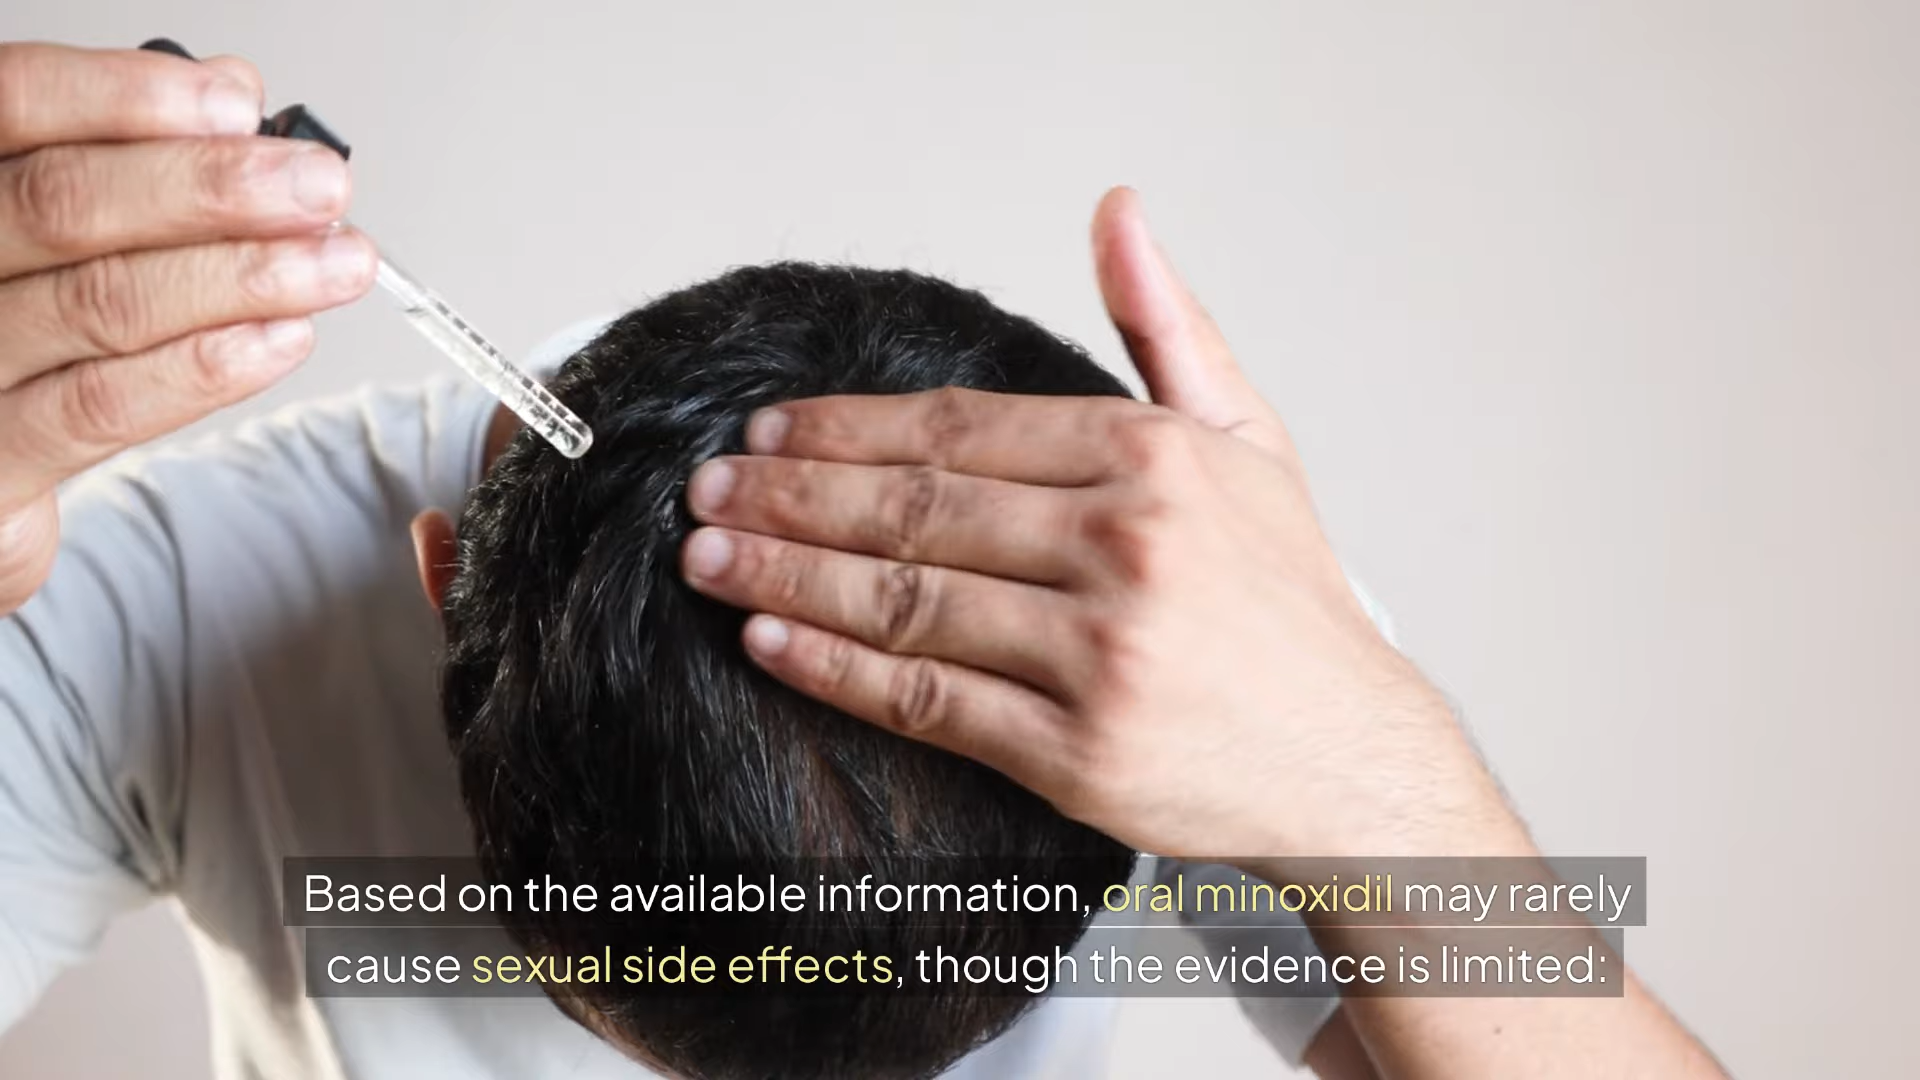 Based on the available information, oral minoxidil may rarely
cause sexual side effects, though the evidence is limited: